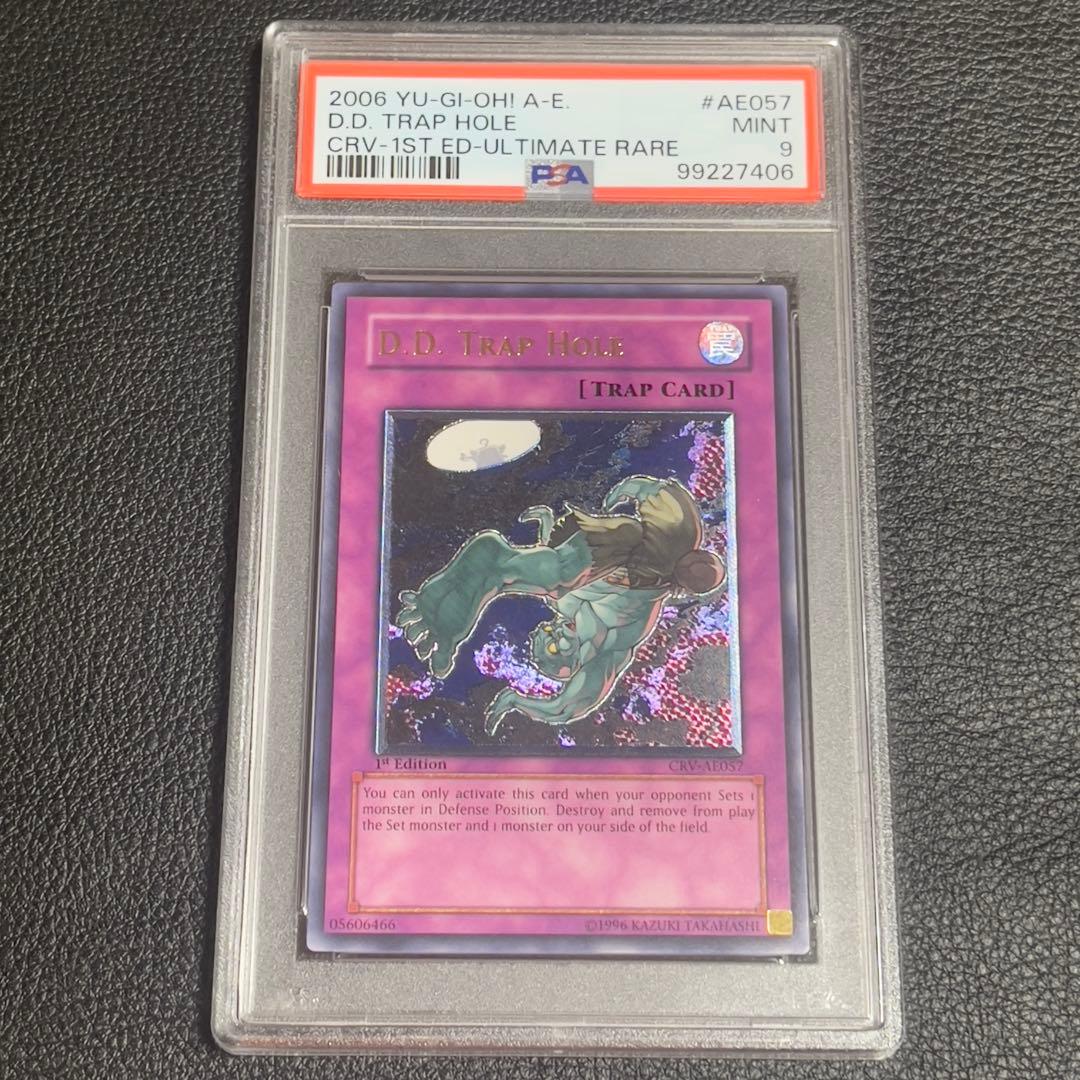 2006 YU-GI-OH! A-E. #AE057
D.D. TRAP HOLE MINT
CRV-1ST ED-ULTIMATE RARE 9
PSA 99227406
D.D. TRAP HOLE
TRAP
罠
[TRAP CARD]
1st Edition CRV-AE057
You can only activate this card when your opponent Sets 1
monster in Defense Position. Destroy and remove from play
the Set monster and 1 monster on your side of the field.
05606466 ©1996 KAZUKI TAKAHASHI